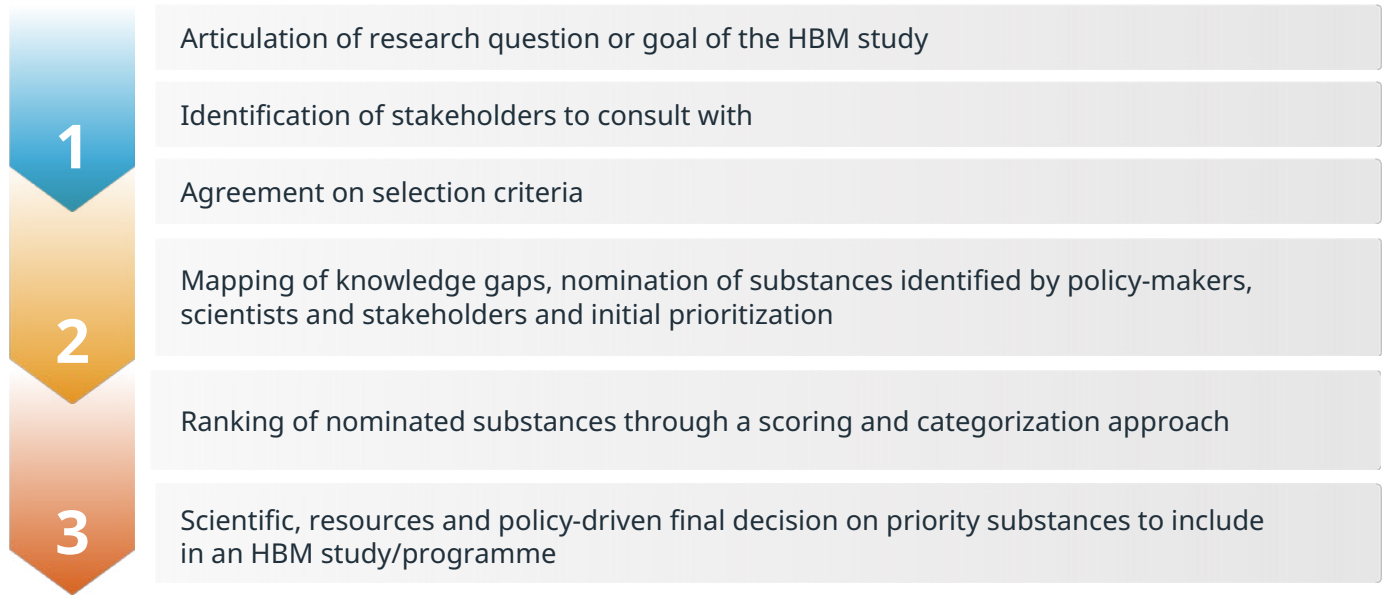 1
Articulation of research question or goal of the HBM study
Identification of stakeholders to consult with
Agreement on selection criteria
2
Mapping of knowledge gaps, nomination of substances identified by policy-makers,
scientists and stakeholders and initial prioritization
3
Ranking of nominated substances through a scoring and categorization approach
Scientific, resources and policy-driven final decision on priority substances to include
in an HBM study/programme